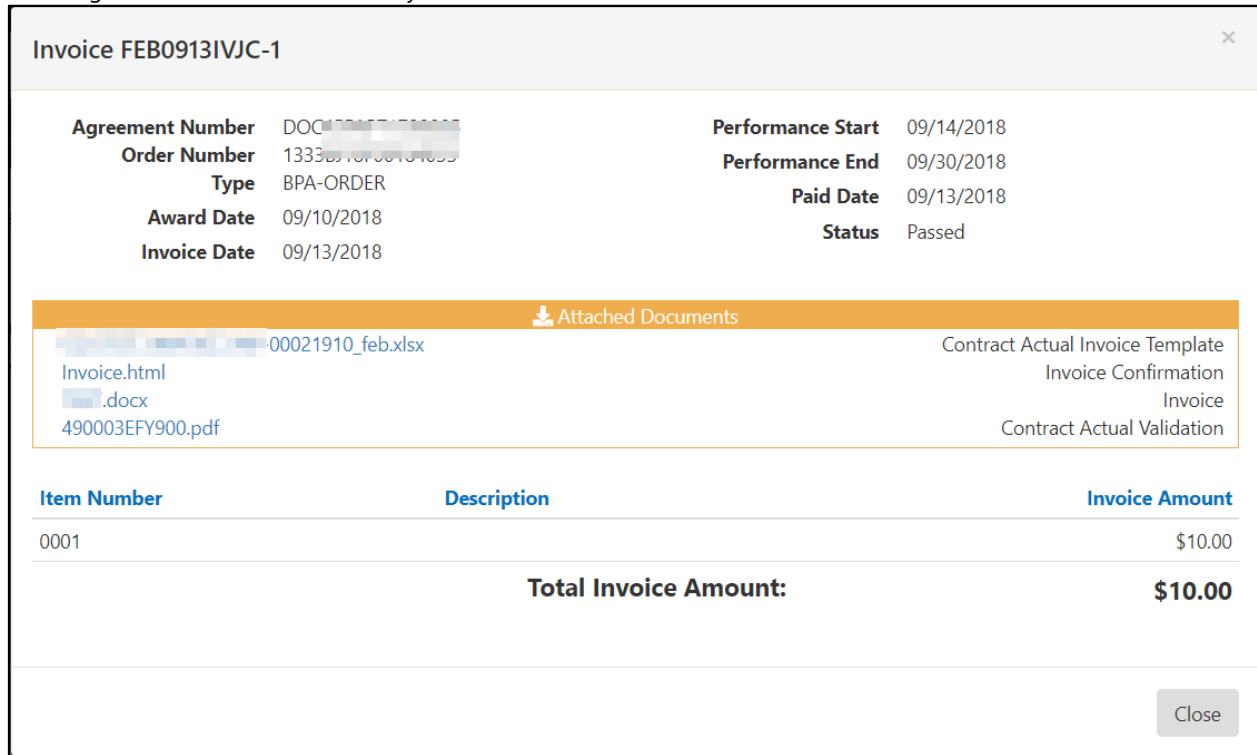 Invoice FEB0913IVJC-1
×
Agreement Number DOC
Order Number
Type BPA-ORDER
Award Date 09/10/2018
Invoice Date 09/13/2018
Performance Start 09/14/2018
Performance End 09/30/2018
Paid Date 09/13/2018
Status Passed
Attached Documents
-00021910_feb.xlsx Contract Actual Invoice Template
Invoice.html Invoice Confirmation
.docx Invoice
490003EFY900.pdf Contract Actual Validation
Item Number Description Invoice Amount
0001 $10.00
Total Invoice Amount: $10.00
Close